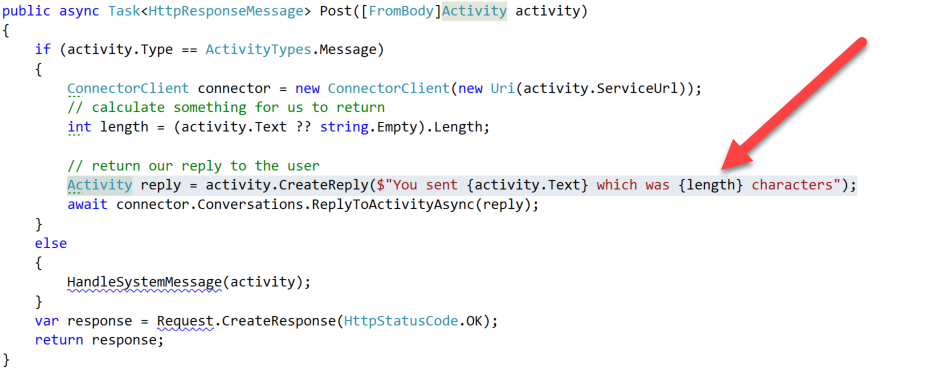 public async Task<HttpResponseMessage> Post([FromBody]Activity activity)
{
    if (activity.Type == ActivityTypes.Message)
    {
        ConnectorClient connector = new ConnectorClient(new Uri(activity.ServiceUrl));
        // calculate something for us to return
        int length = (activity.Text ?? string.Empty).Length;

        // return our reply to the user
        Activity reply = activity.CreateReply($"You sent {activity.Text} which was {length} characters");
        await connector.Conversations.ReplyToActivityAsync(reply);
    }
    else
    {
        HandleSystemMessage(activity);
    }
    var response = Request.CreateResponse(HttpStatusCode.OK);
    return response;
}